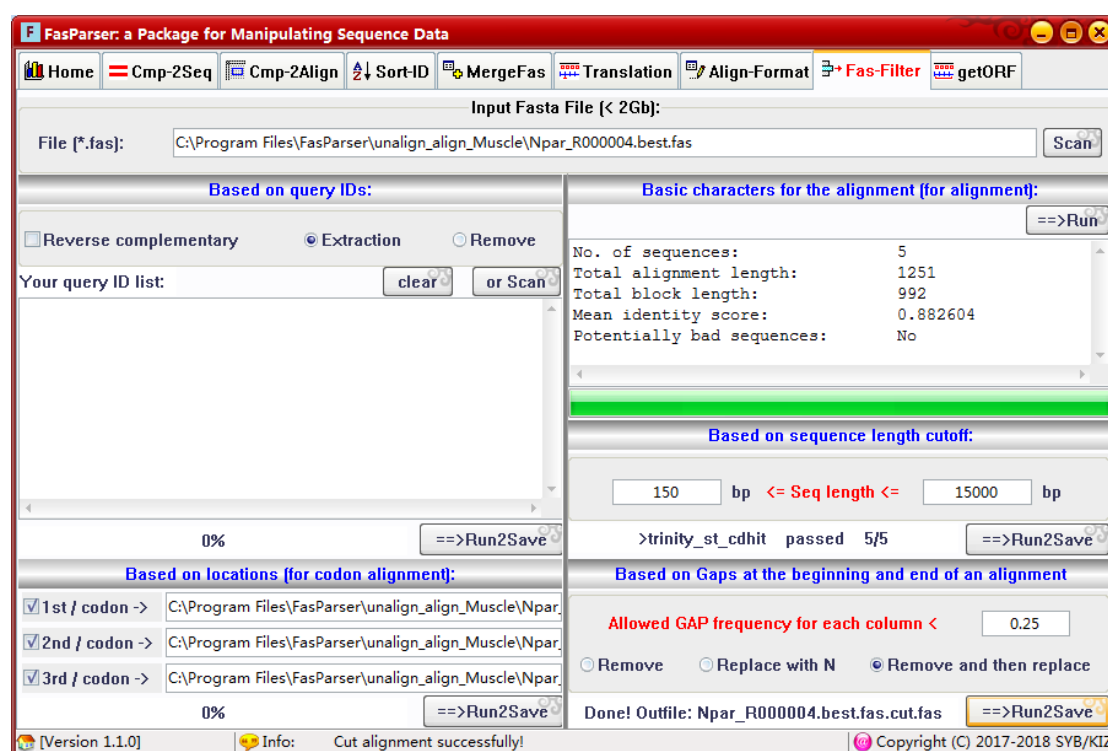 FasParser: a Package for Manipulating Sequence Data
Home Cmp-2Seq Cmp-2Align Sort-ID MergeFas Translation Align-Format Fas-Filter getORF
Input Fasta File (< 2Gb):
File (*.fas): C:\Program Files\FasParser\unalign_align_Muscle\Npar_R000004.best.fas Scan
Based on query IDs:
Reverse complementary Extraction Remove
Your query ID list: clear or Scan
0% ==>Run2Save
Based on locations (for codon alignment):
1st / codon -> C:\Program Files\FasParser\unalign_align_Muscle\Npar_
2nd / codon -> C:\Program Files\FasParser\unalign_align_Muscle\Npar_
3rd / codon -> C:\Program Files\FasParser\unalign_align_Muscle\Npar_
0% ==>Run2Save
Basic characters for the alignment (for alignment):
==>Run
No. of sequences: 5
Total alignment length: 1251
Total block length: 992
Mean identity score: 0.882604
Potentially bad sequences: No
Based on sequence length cutoff:
150 bp <= Seq length <= 15000 bp
>trinity_st_cdhit passed 5/5 ==>Run2Save
Based on Gaps at the beginning and end of an alignment
Allowed GAP frequency for each column < 0.25
Remove Replace with N Remove and then replace
Done! Outfile: Npar_R000004.best.fas.cut.fas ==>Run2Save
[Version 1.1.0] Info: Cut alignment successfully! Copyright (C) 2017-2018 SYB/KIZ